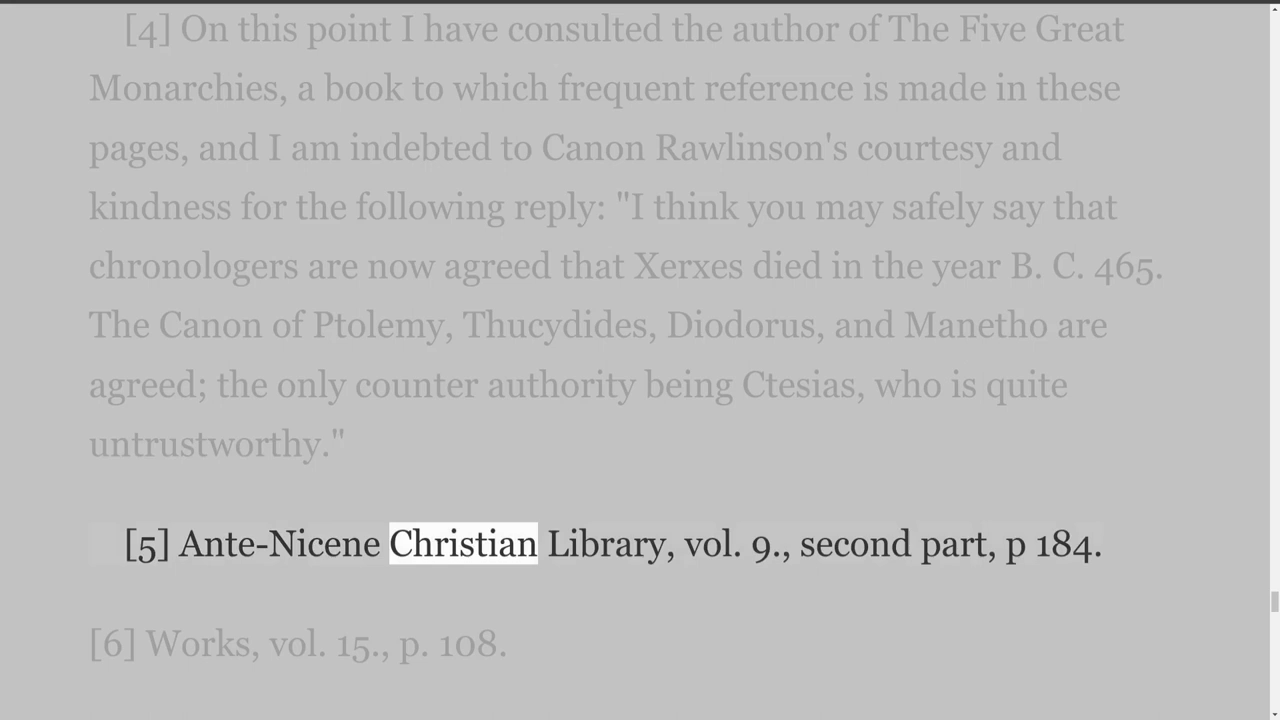 [4] On this point I have consulted the author of The Five Great
Monarchies, a book to which frequent reference is made in these
pages, and I am indebted to Canon Rawlinson's courtesy and
kindness for the following reply: "I think you may safely say that
chronologers are now agreed that Xerxes died in the year B. C. 465.
The Canon of Ptolemy, Thucydides, Diodorus, and Manetho are
agreed; the only counter authority being Ctesias, who is quite
untrustworthy."
[5] Ante-Nicene Christian Library, vol. 9., second part, p 184.
[6] Works, vol. 15., p. 108.